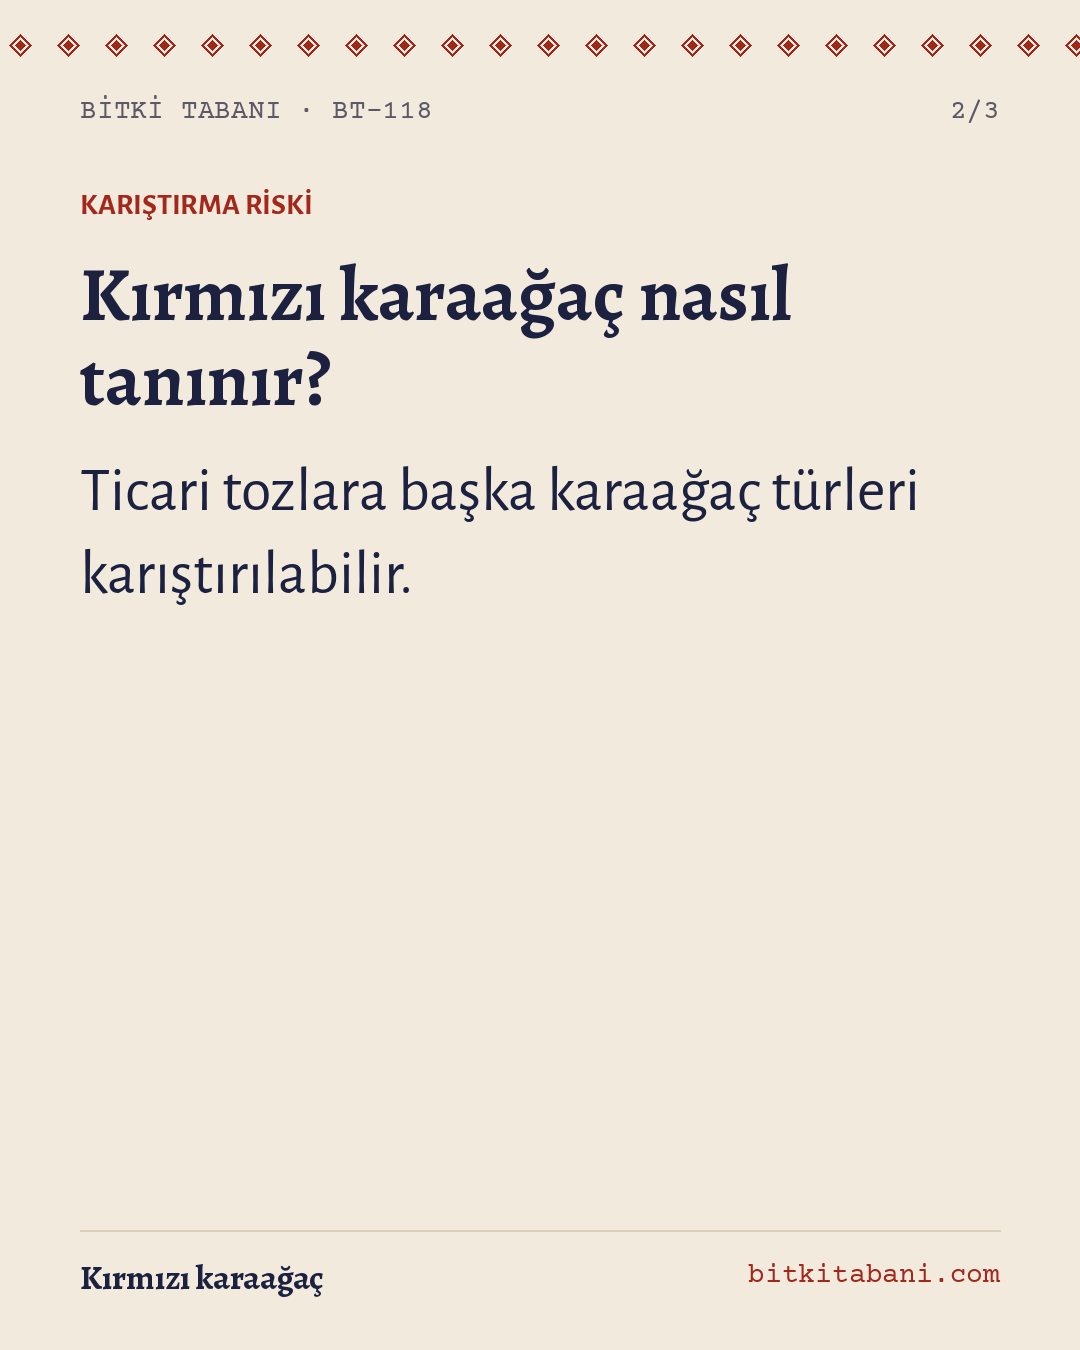 BİTKİ TABANI · BT-118 2/3
KARIŞTIRMA RİSKİ
Kırmızı karaağaç nasıl
tanınır?
Ticari tozlara başka karaağaç türleri
karıştırılabilir.
Kırmızı karaağaç bitkitabani.com